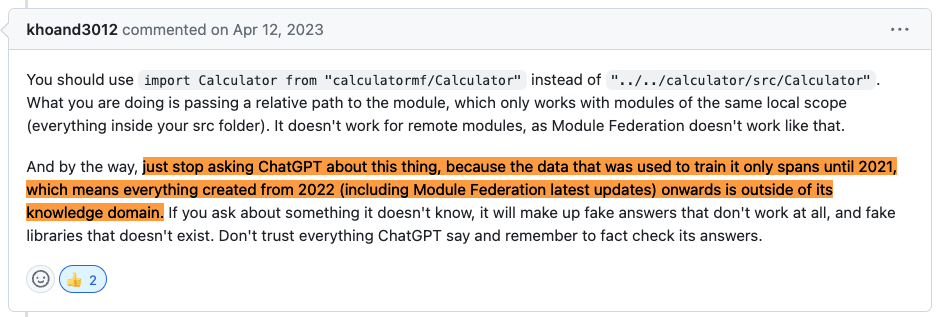 khoand3012 commented on Apr 12, 2023
You should use import Calculator from "calculatormf/Calculator" instead of "../../calculator/src/Calculator".
What you are doing is passing a relative path to the module, which only works with modules of the same local scope
(everything inside your src folder). It doesn't work for remote modules, as Module Federation doesn't work like that.
And by the way, just stop asking ChatGPT about this thing, because the data that was used to train it only spans until 2021,
which means everything created from 2022 (including Module Federation latest updates) onwards is outside of its
knowledge domain. If you ask about something it doesn't know, it will make up fake answers that don't work at all, and fake
libraries that doesn't exist. Don't trust everything ChatGPT say and remember to fact check its answers.
👍 2